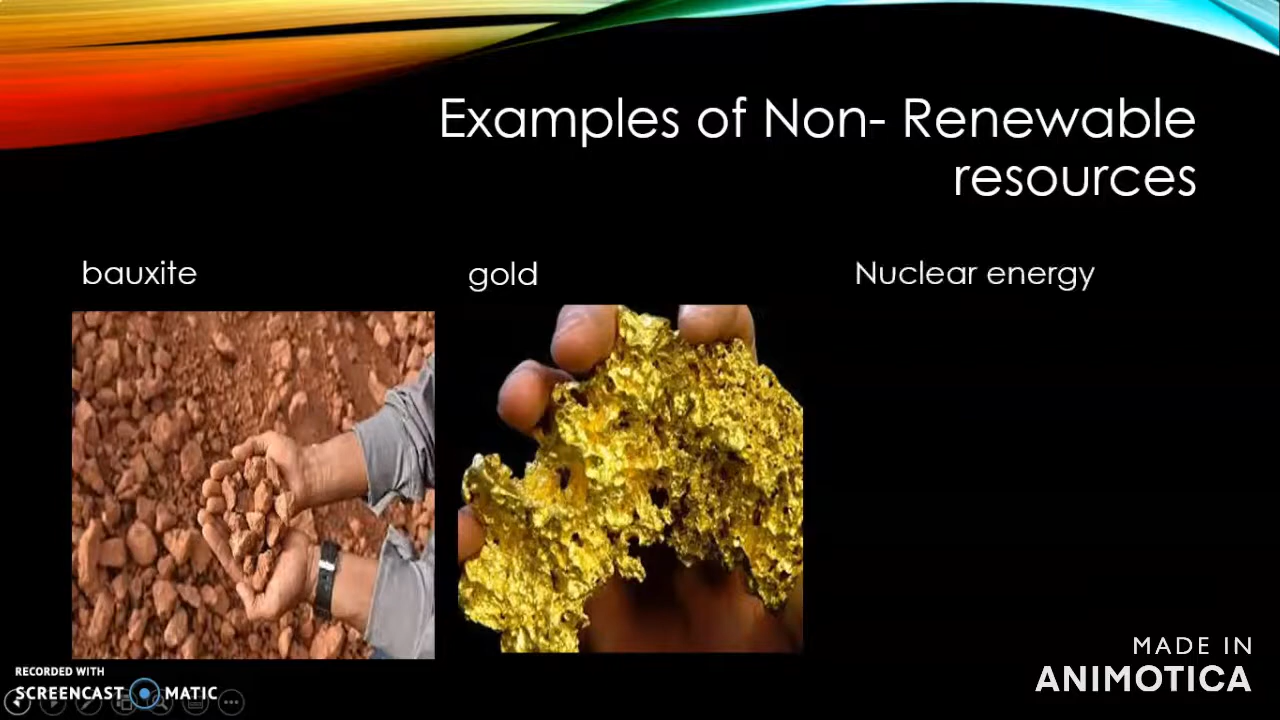 Examples of Non- Renewable
resources
bauxite
gold
Nuclear energy
RECORDED WITH
SCREENCAST MATIC
MADE IN
ANIMOTICA